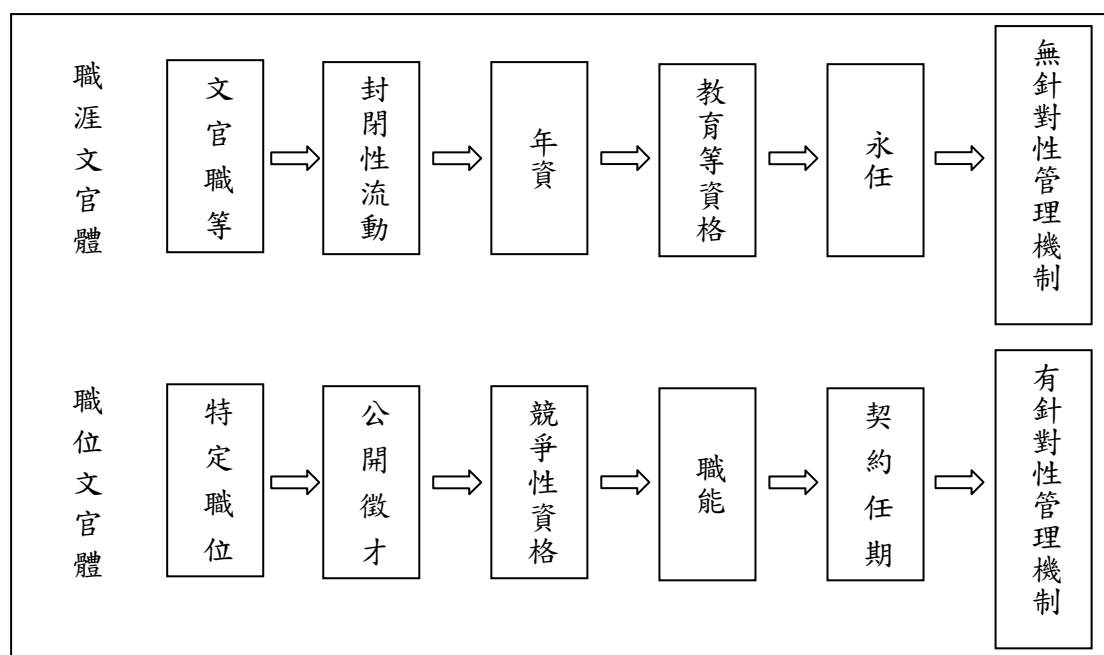 職涯文官體
文官職等
封閉性流動
年資
教育等資格
永任
無針對性管理機制
職位文官體
特定職位
公開徵才
競爭性資格
職能
契約任期
有針對性管理機制